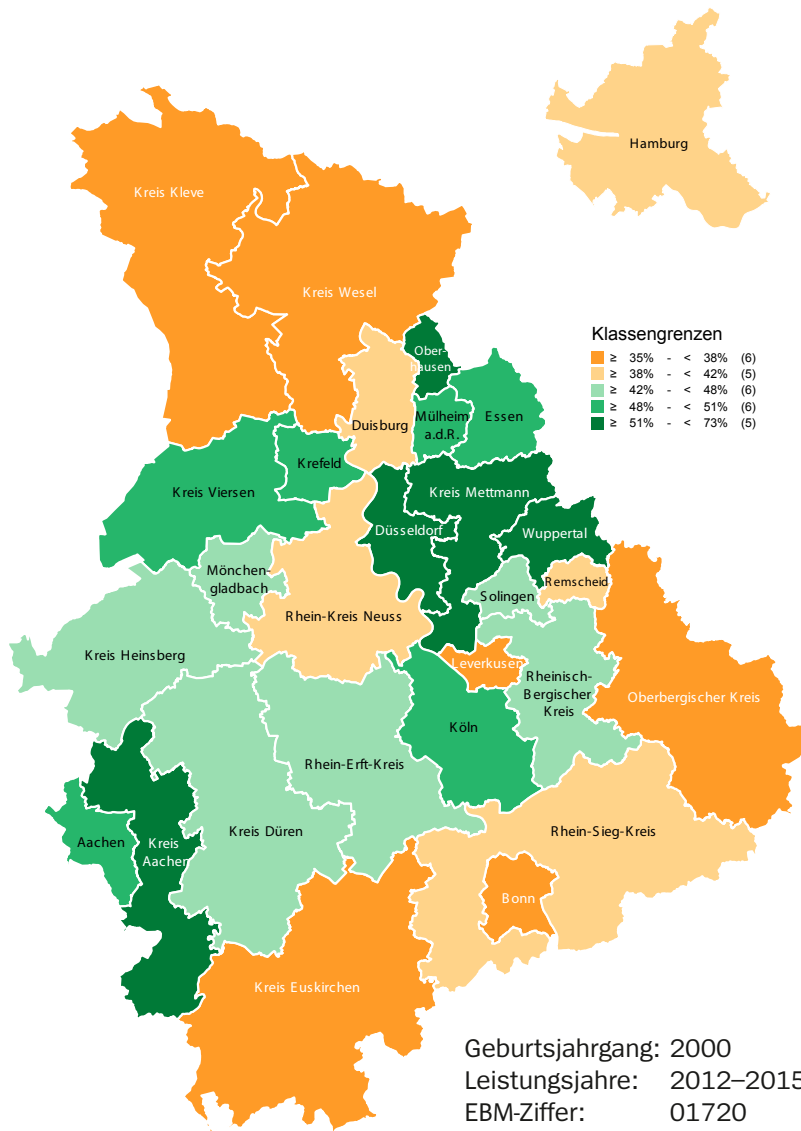 Hamburg
Kreis Kleve
Kreis Wesel
Klassengrenzen
≥ 35% - < 38% (6)
≥ 38% - < 42% (5)
≥ 42% - < 48% (6)
≥ 48% - < 51% (6)
≥ 51% - < 73% (5)
Ober-
hausen
Duisburg
Mülheim
a.d.R.
Essen
Krefeld
Kreis Viersen
Kreis Mettmann
Düsseldorf
Wuppertal
Mönchen-
gladbach
Remscheid
Solingen
Rhein-Kreis Neuss
Kreis Heinsberg
Leverkusen
Rheinisch-
Bergischer
Kreis
Oberbergischer Kreis
Köln
Rhein-Erft-Kreis
Kreis Düren
Rhein-Sieg-Kreis
Aachen
Kreis
Aachen
Bonn
Kreis Euskirchen
Geburtsjahrgang: 2000
Leistungsjahre: 2012–2015
EBM-Ziffer: 01720